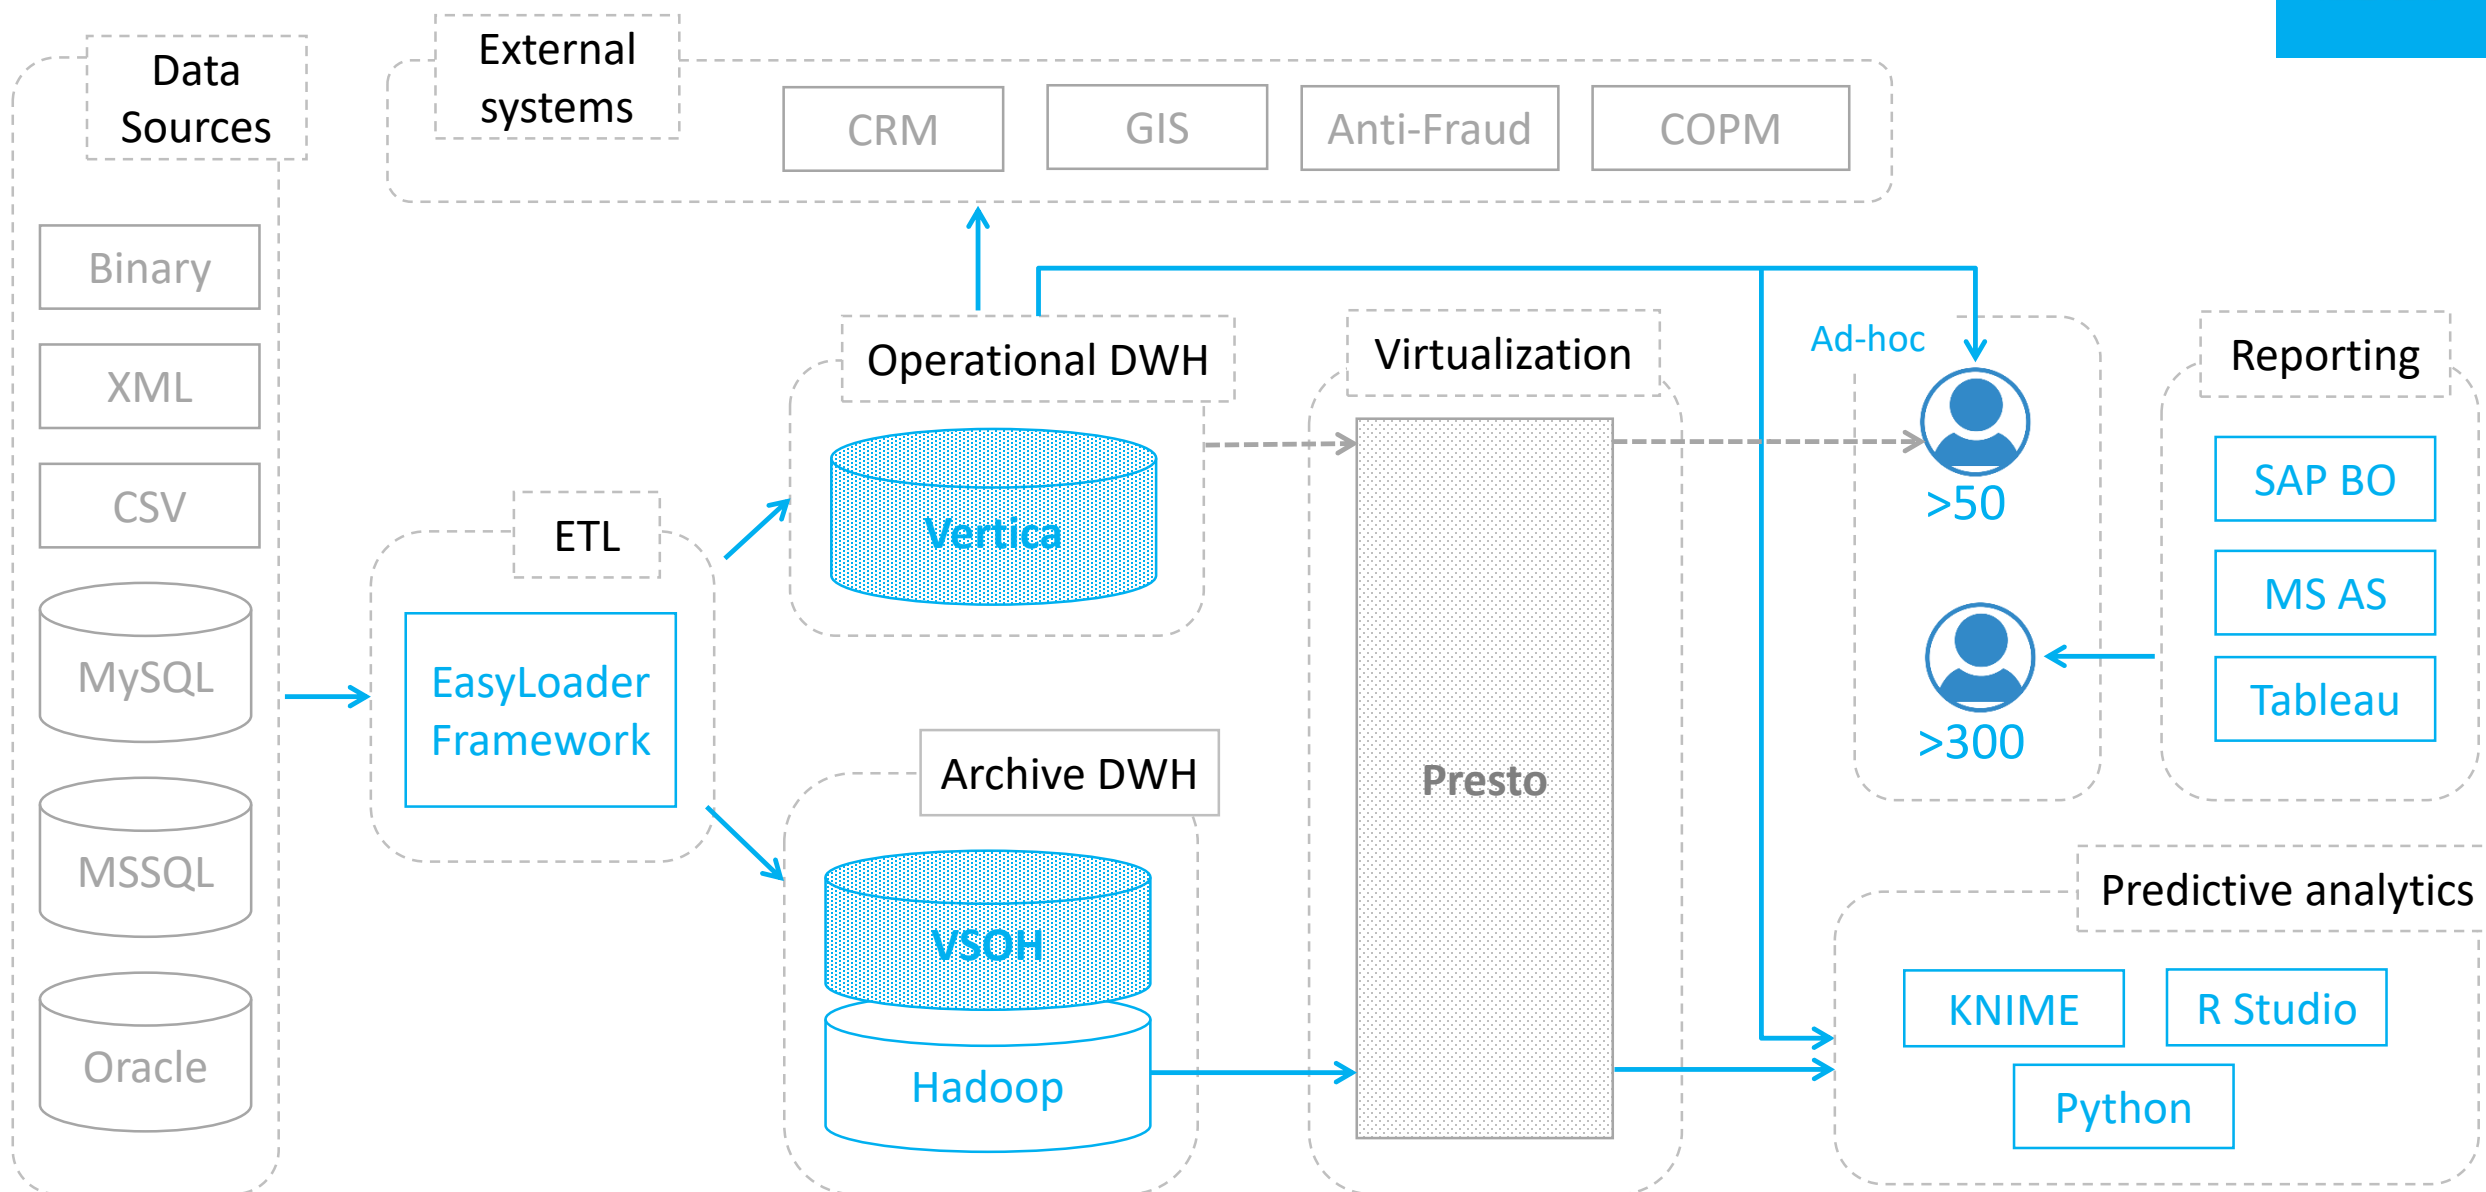 Data
Sources
Binary
XML
CSV
MySQL
MSSQL
Oracle
External
systems
CRM
GIS
Anti-Fraud
COPM
ETL
EasyLoader
Framework
Operational DWH
Vertica
Archive DWH
VSOH
Hadoop
Virtualization
Presto
Ad-hoc
>50
>300
Reporting
SAP BO
MS AS
Tableau
Predictive analytics
KNIME
R Studio
Python